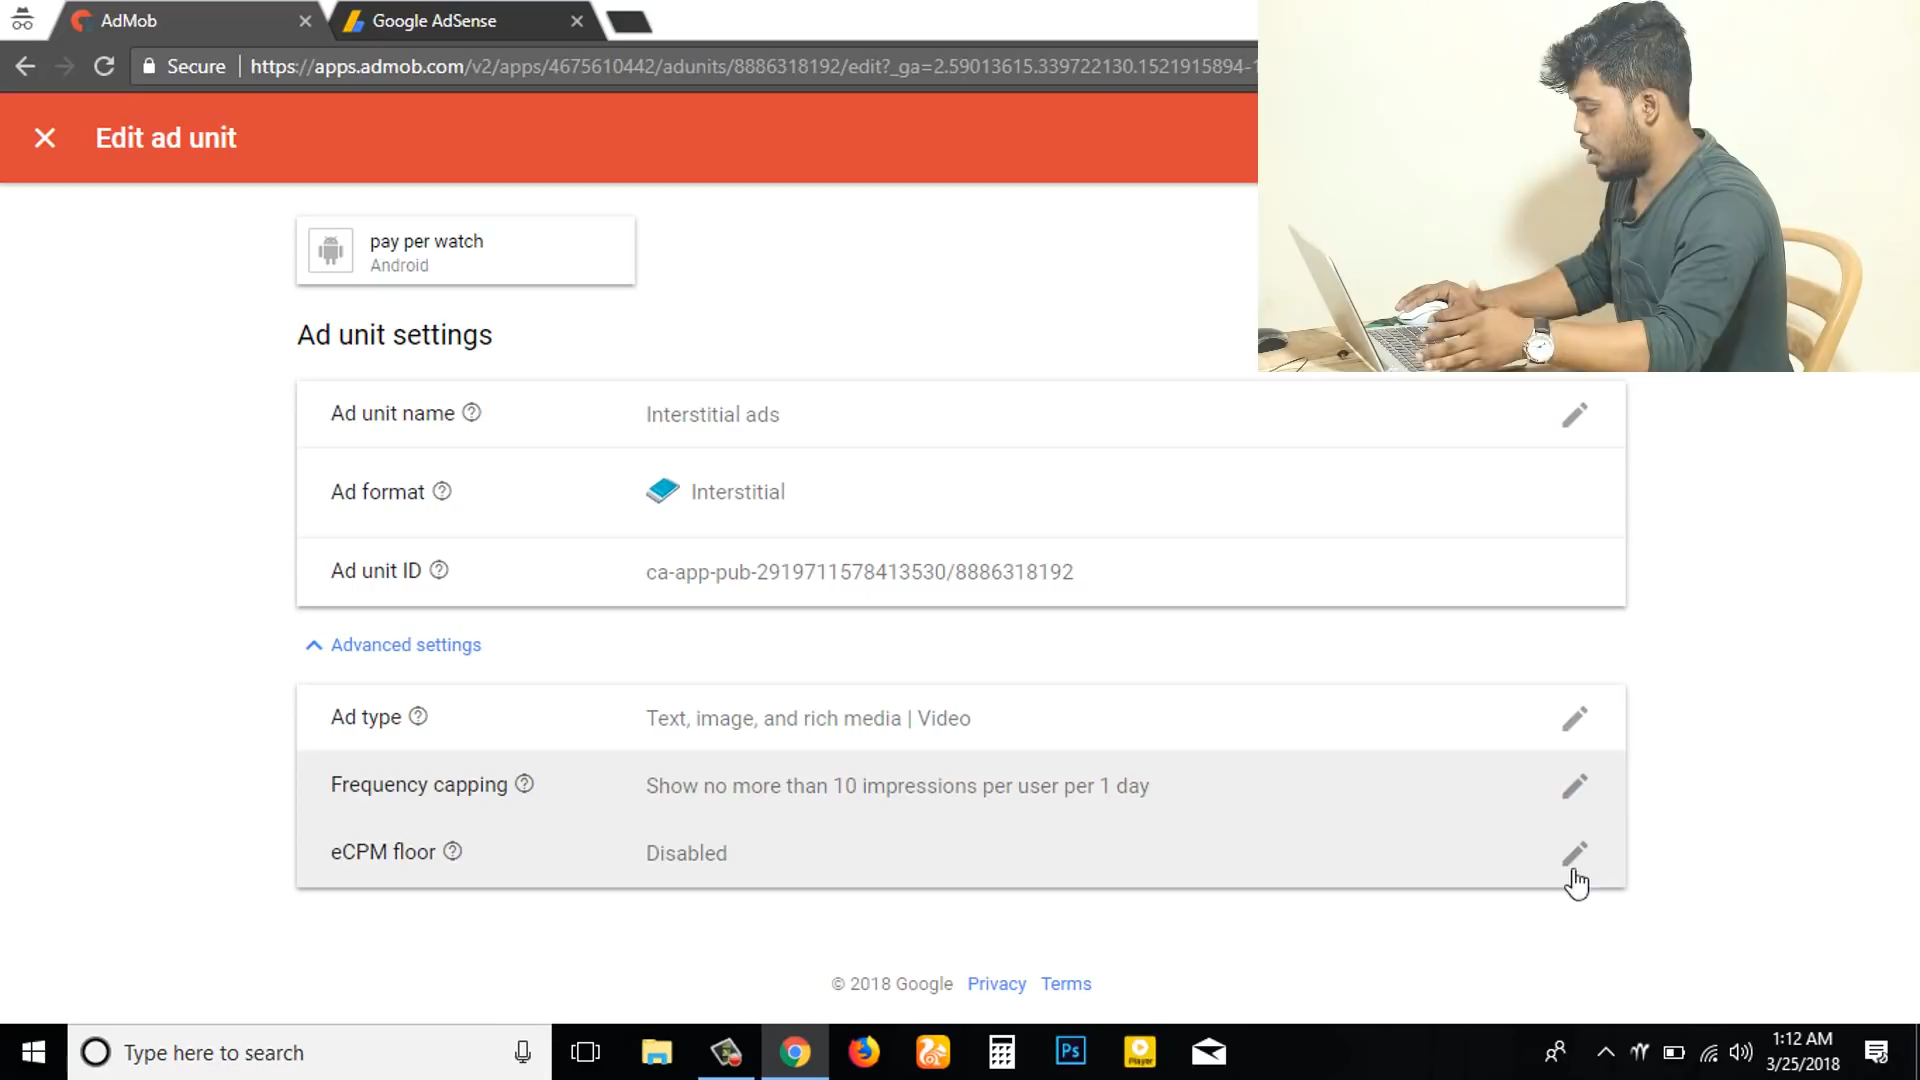 AdMob
Google AdSense
Secure
https://apps.admob.com/v2/apps/4675610442/adunits/8886318192/edit?_ga=2.59013615.339722130.1521915894-1
Edit ad unit
pay per watch
Android
Ad unit settings
Ad unit name
Interstitial ads
Ad format
Interstitial
Ad unit ID
ca-app-pub-2919711578413530/8886318192
Advanced settings
Ad type
Text, image, and rich media | Video
Frequency capping
Show no more than 10 impressions per user per 1 day
eCPM floor
Disabled
© 2018 Google Privacy Terms
Type here to search
Ps
Player
1:12 AM
3/25/2018